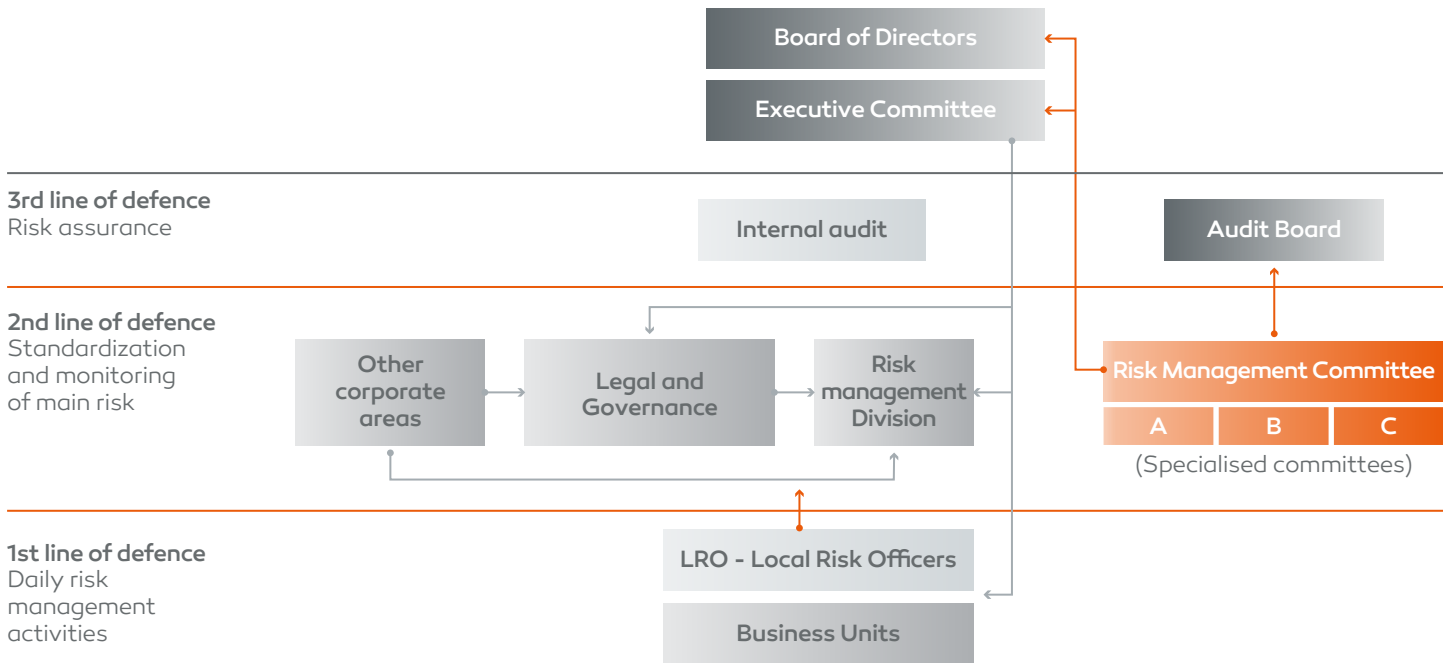 Board of Directors
Executive Committee
3rd line of defence
Risk assurance
Internal audit
Audit Board
2nd line of defence
Standardization
and monitoring
of main risk
Other
corporate
areas
Legal and
Governance
Risk
management
Division
Risk Management Committee
A
B
C
(Specialised committees)
1st line of defence
Daily risk
management
activities
LRO - Local Risk Officers
Business Units